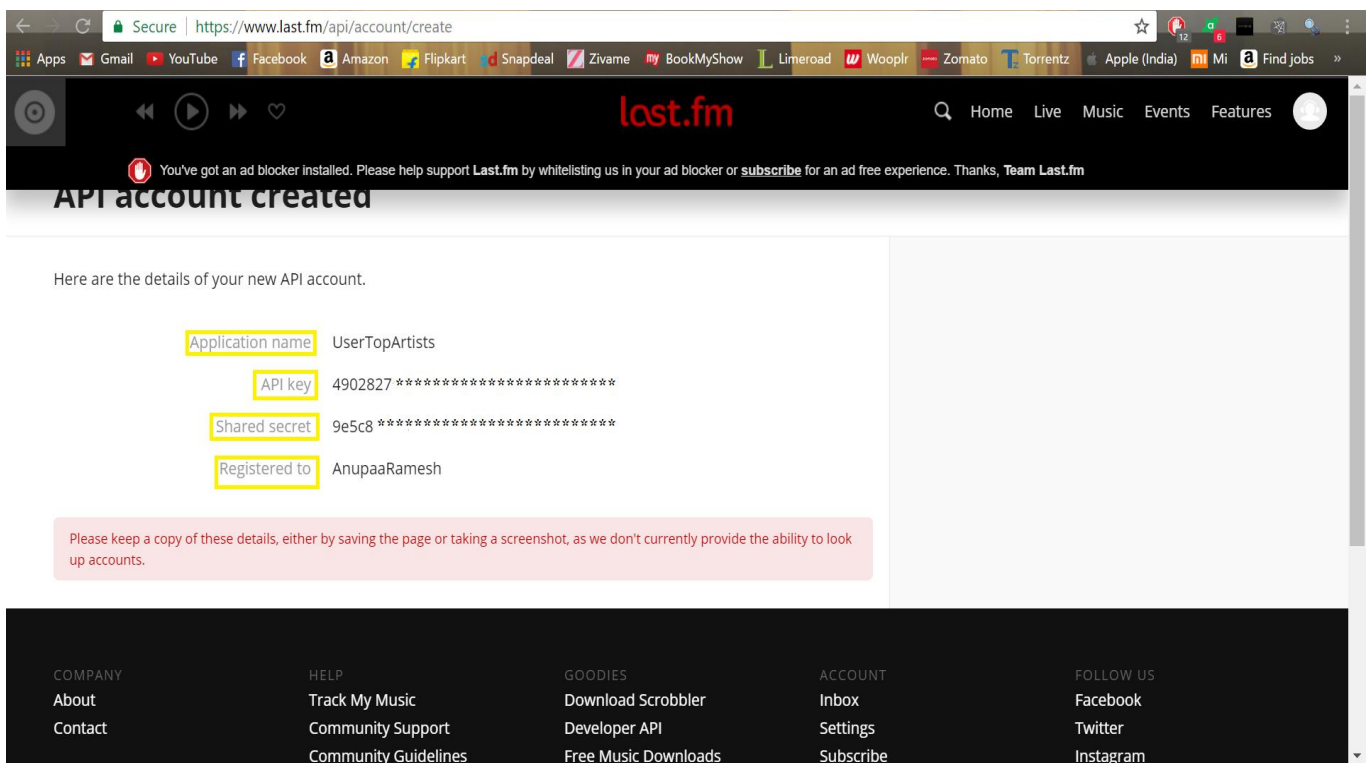 Secure https://www.last.fm/api/account/create
12 6
Apps Gmail YouTube Facebook Amazon Flipkart Snapdeal Zivame BookMyShow Limeroad Wooplr Zomato Torrentz Apple (India) Mi Find jobs »
last.fm Home Live Music Events Features
You've got an ad blocker installed. Please help support Last.fm by whitelisting us in your ad blocker or subscribe for an ad free experience. Thanks, Team Last.fm
API account created
Here are the details of your new API account.
Application name UserTopArtists
API key 4902827 ************************
Shared secret 9e5c8 **************************
Registered to AnupaaRamesh
Please keep a copy of these details, either by saving the page or taking a screenshot, as we don't currently provide the ability to look
up accounts.
COMPANY HELP GOODIES ACCOUNT FOLLOW US
About Track My Music Download Scrobbler Inbox Facebook
Contact Community Support Developer API Settings Twitter
Community Guidelines Free Music Downloads Subscribe Instagram